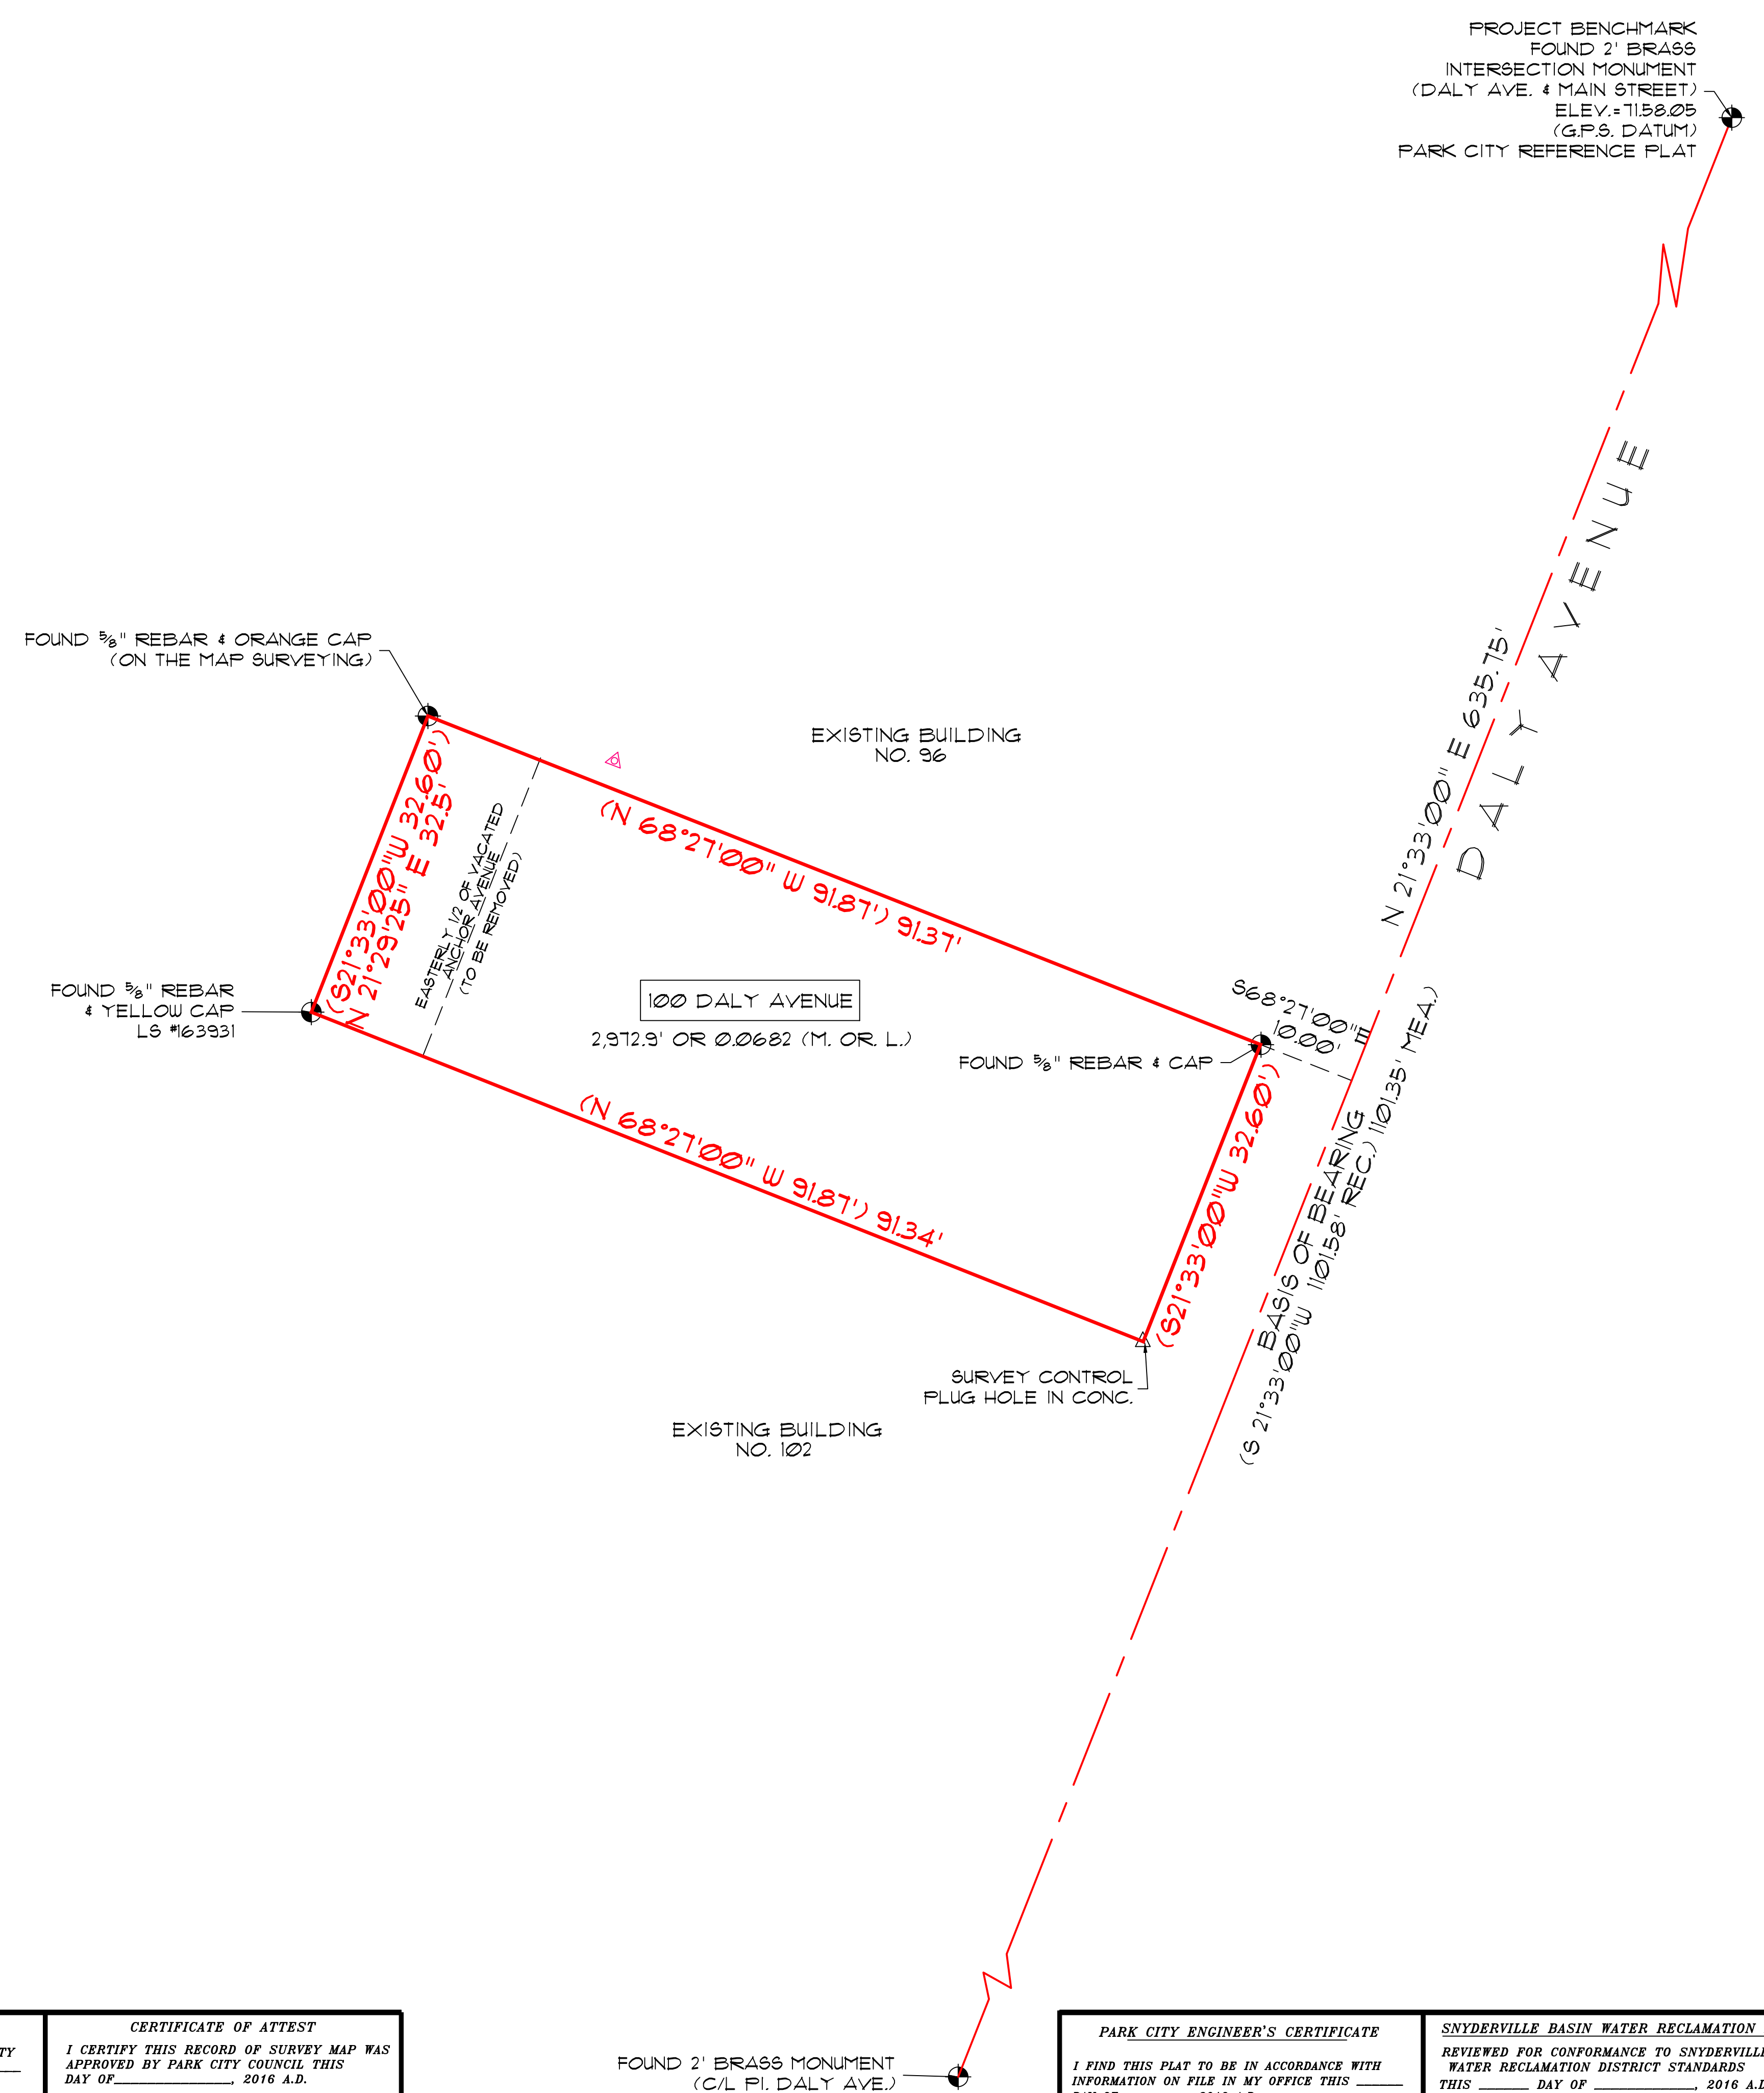 PROJECT BENCHMARK
FOUND 2' BRASS
INTERSECTION MONUMENT
(DALY AVE. & MAIN STREET)
ELEV.=7158.05
(G.P.S. DATUM)
PARK CITY REFERENCE PLAT
DALY AVENUE
N 21°33'00" E 635.75'
FOUND 5/8" REBAR & ORANGE CAP
(ON THE MAP SURVEYING)
EXISTING BUILDING
NO. 96
(S21°33'00"W 32.60')
N 21°29'25" E 32.5'
EASTERLY 1/2 OF VACATED
ANCHOR AVENUE
(TO BE REMOVED)
(N 68°27'00" W 91.87') 91.37'
FOUND 5/8" REBAR
& YELLOW CAP
LS #163931
100 DALY AVENUE
2,972.9' OR 0.0682 (M. OR. L.)
S68°27'00"E
10.00'
FOUND 5/8" REBAR & CAP
(N 68°27'00" W 91.87') 91.34'
(S21°33'00"W 32.60')
BASIS OF BEARING
(S 21°33'00"W 1101.58' REC.) 1101.35' MEA.)
SURVEY CONTROL
PLUG HOLE IN CONC.
EXISTING BUILDING
NO. 102
FOUND 2' BRASS MONUMENT
(C/L PI. DALY AVE.)
TY
CERTIFICATE OF ATTEST
I CERTIFY THIS RECORD OF SURVEY MAP WAS
APPROVED BY PARK CITY COUNCIL THIS
DAY OF____________, 2016 A.D.
PARK CITY ENGINEER'S CERTIFICATE
I FIND THIS PLAT TO BE IN ACCORDANCE WITH
INFORMATION ON FILE IN MY OFFICE THIS _____
SNYDERVILLE BASIN WATER RECLAMATION
REVIEWED FOR CONFORMANCE TO SNYDERVILLE
WATER RECLAMATION DISTRICT STANDARDS
THIS _____ DAY OF __________, 2016 A.D